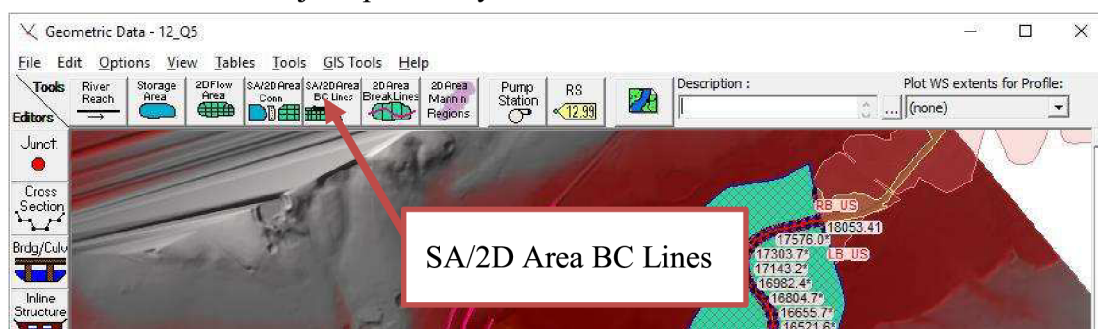 Geometric Data - 12_Q5
File Edit Options View Tables Tools GIS Tools Help
Tools
Editors
River
Reach
Storage
Area
2D Flow
Area
SA/2D Area
Conn
SA/2D Area
BC Lines
2D Area
BreakLines
2D Area
Mann n
Regions
Pump
Station
RS
12.99
Description :
...
Plot WS extents for Profile:
(none)
Junct.
Cross
Section
Brdg/Culv
Inline
Structure
SA/2D Area BC Lines
RB_US
18053.41
17576.0*
17303.7*
LB_US
17143.2*
16982.4*
16804.7*
16655.7*
16521.6*